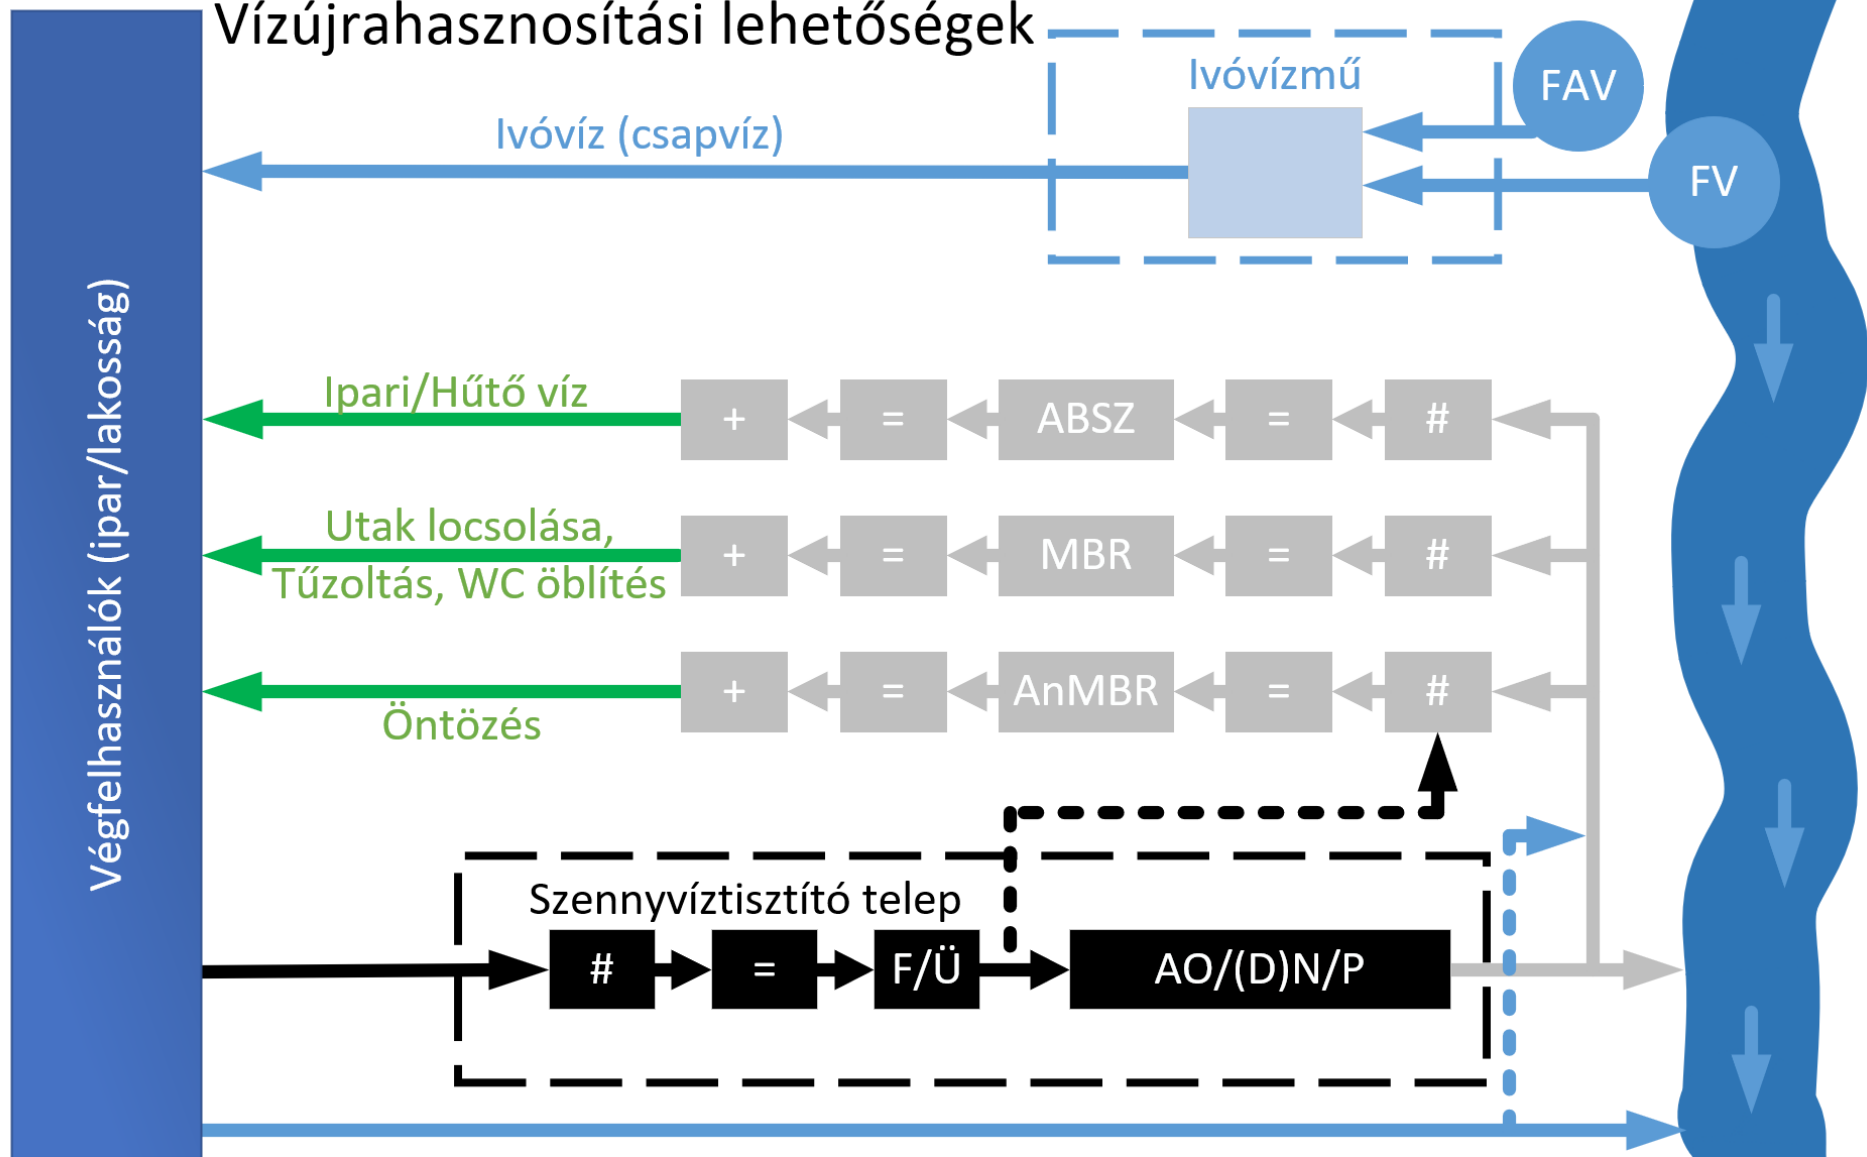 Vízújrahasznosítási lehetőségek
Ivóvízmű
FAV
FV
Ivóvíz (csapvíz)
Végfelhasználók (ipar/lakosság)
Ipari/Hűtő víz
+ = ABSZ = #
Utak locsolása,
Tűzoltás, WC öblítés
+ = MBR = #
Öntözés
+ = AnMBR = #
Szennyvíztisztító telep
# = F/Ü AO/(D)N/P